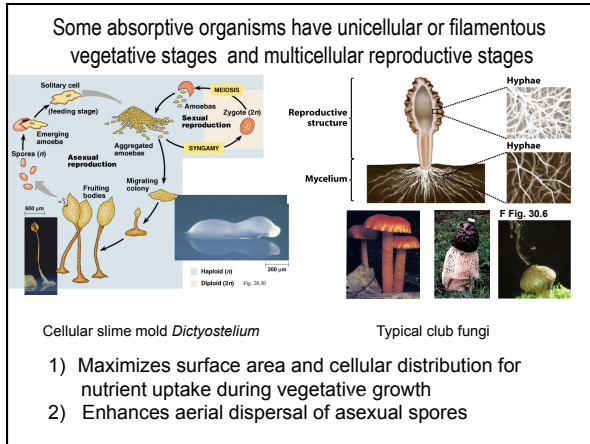 Some absorptive organisms have unicellular or filamentous
vegetative stages and multicellular reproductive stages
Solitary cell
(feeding stage)
Emerging
amoeba
Spores (n)
MEIOSIS
Amoebas
Sexual
reproduction
Zygote (2n)
SYNGAMY
Aggregated
amoebas
Asexual
reproduction
Fruiting
bodies
Migrating
colony
600 µm
200 µm
Haploid (n)
Diploid (2n)
Fig. 28.30
Reproductive
structure
Mycelium
Hyphae
Hyphae
F Fig. 30.6
Cellular slime mold Dictyostelium
Typical club fungi
1) Maximizes surface area and cellular distribution for
nutrient uptake during vegetative growth
2) Enhances aerial dispersal of asexual spores